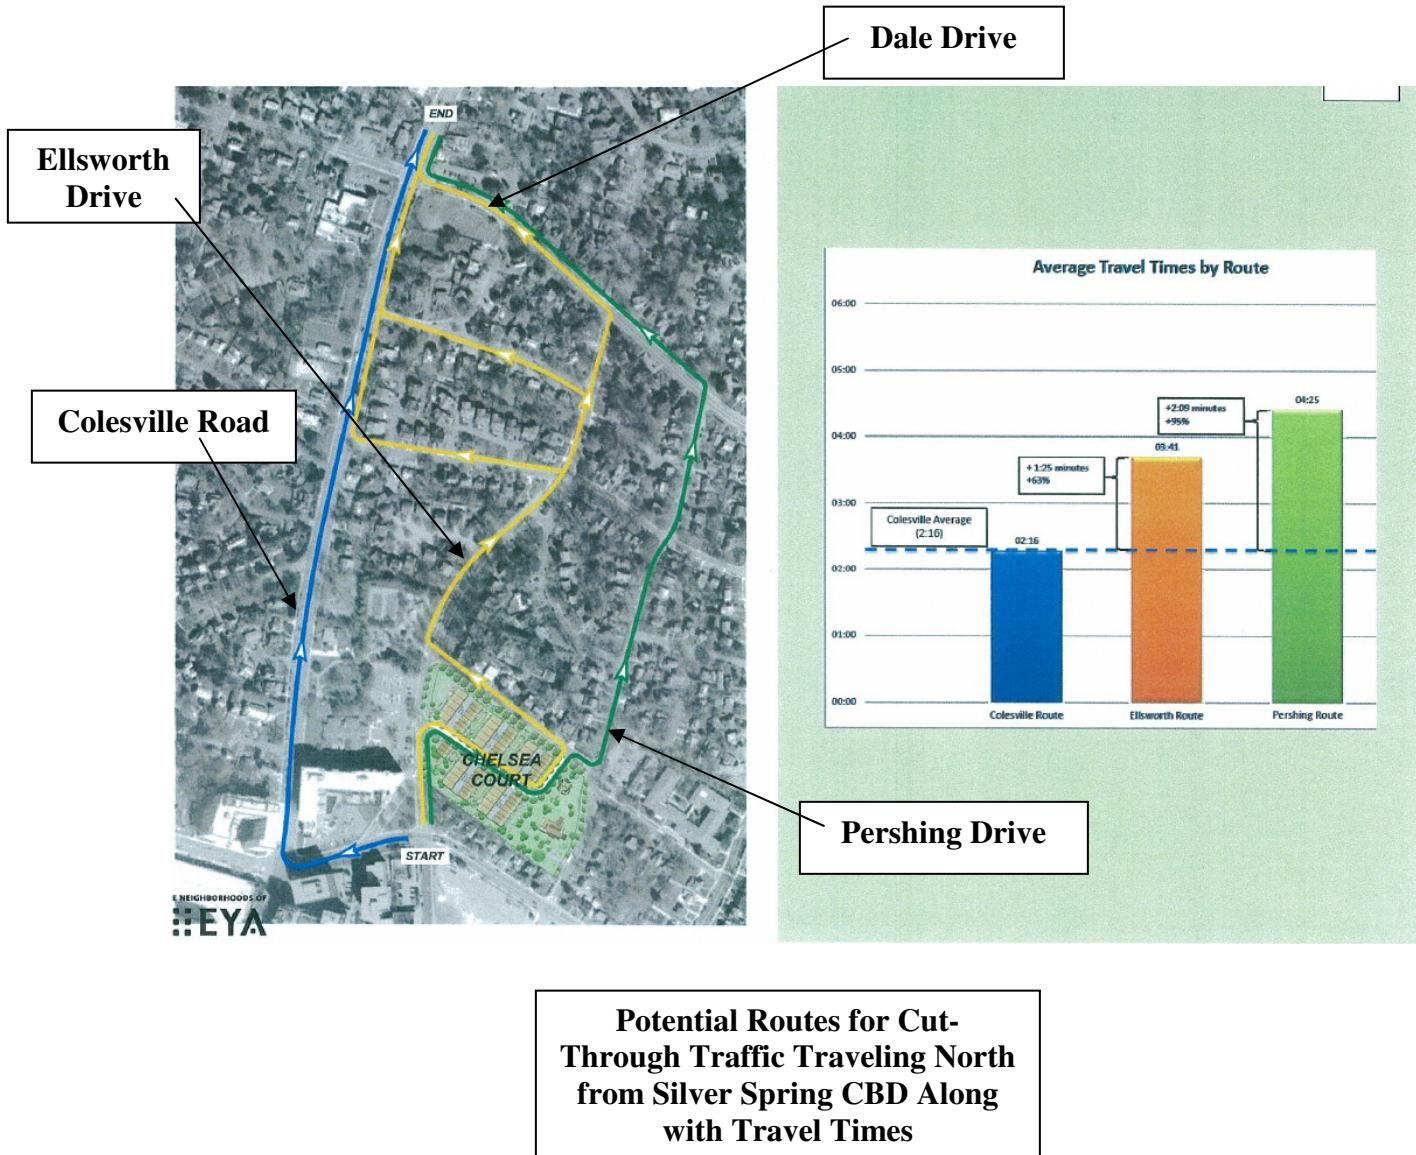 Dale Drive
Ellsworth
Drive
Colesville Road
END
CHELSEA
COURT
START
E NEIGHBORHOODS OF
EYA
Pershing Drive
Average Travel Times by Route
06:00
05:00
04:00
03:00
02:00
01:00
00:00
Colesville Average
(2:16)
02:16
+ 1:25 minutes
+63%
03:41
+2:09 minutes
+95%
04:25
Colesville Route
Ellsworth Route
Pershing Route
Potential Routes for Cut-
Through Traffic Traveling North
from Silver Spring CBD Along
with Travel Times